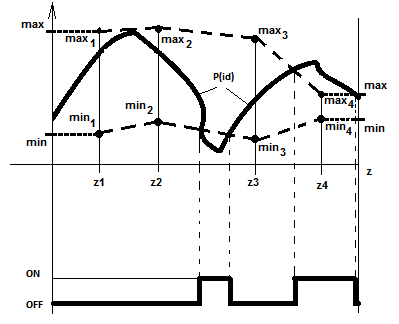 max
max1
max2
max3
P(id)
max
max4
min1
min2
min
min
min3
min4
z1
z2
z3
z4
z
ON
OFF